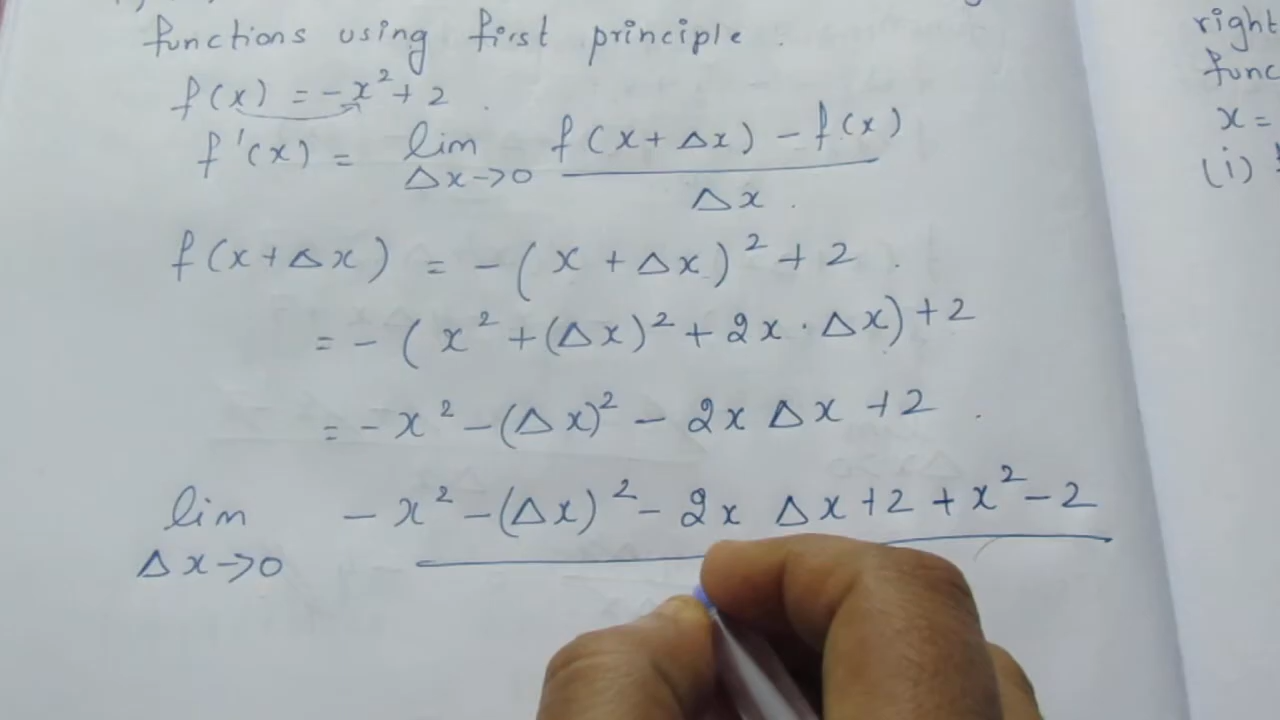 functions using first principle.
f(x) = -x² + 2.
f'(x) = lim Δx→0 f(x+Δx) - f(x) / Δx.
f(x+Δx) = -(x + Δx)² + 2.
= -(x² + (Δx)² + 2x · Δx) + 2
= -x² - (Δx)² - 2x Δx + 2.
lim Δx→0 -x² - (Δx)² - 2x Δx + 2 + x² - 2
right
func
x =
(i)